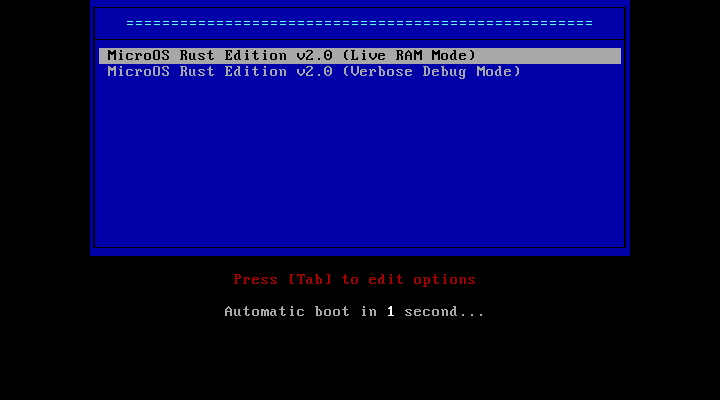 ====================================================
MicroOS Rust Edition v2.0 (Live RAM Mode)
MicroOS Rust Edition v2.0 (Verbose Debug Mode)
Press [Tab] to edit options
Automatic boot in 1 second...